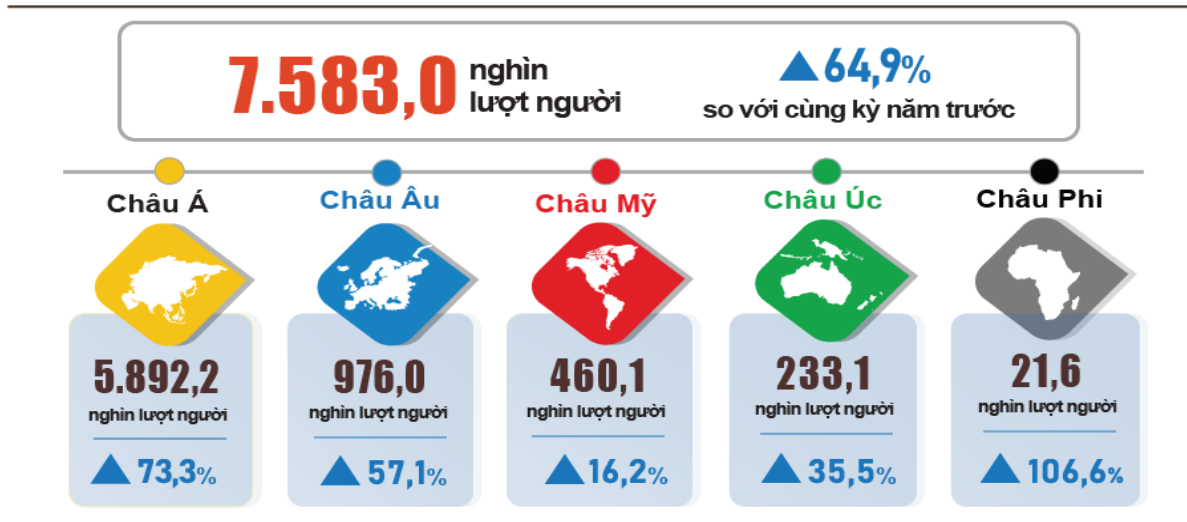 7.583,0 nghìn lượt người
▲64,9%
so với cùng kỳ năm trước
Châu Á
Châu Âu
Châu Mỹ
Châu Úc
Châu Phi
5.892,2
nghìn lượt người
▲73,3%
976,0
nghìn lượt người
▲57,1%
460,1
nghìn lượt người
▲16,2%
233,1
nghìn lượt người
▲35,5%
21,6
nghìn lượt người
▲106,6%